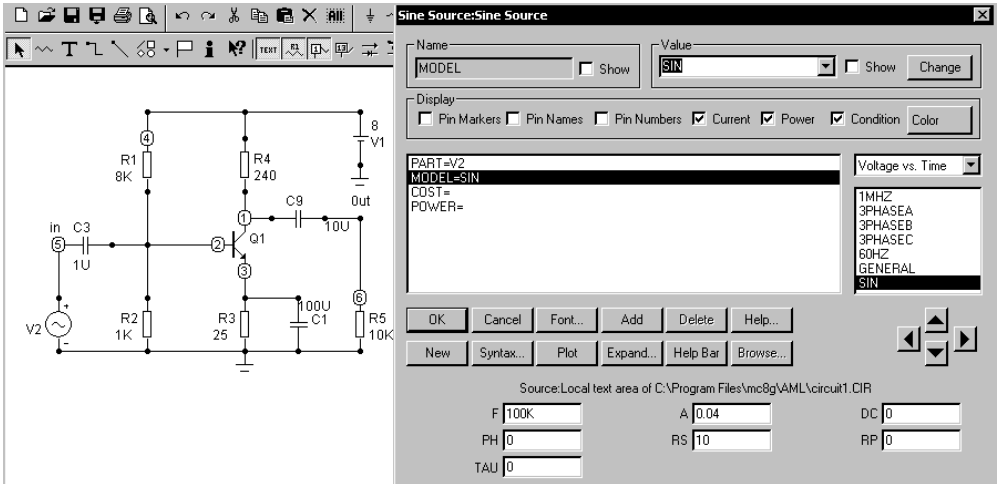 Sine Source:Sine Source
All
T
TEXT
R1
13
Name
MODEL
Show
Value
SIN
Show
Change
Display
Pin Markers
Pin Names
Pin Numbers
Current
Power
Condition
Color
PART=V2
MODEL=SIN
COST=
POWER=
Voltage vs. Time
1MHZ
3PHASEA
3PHASEB
3PHASEC
60HZ
GENERAL
SIN
OK
Cancel
Font...
Add
Delete
Help...
New
Syntax...
Plot
Expand...
Help Bar
Browse...
Source:Local text area of C:\Program Files\mc8g\AML\circuit1.CIR
F 100K
A 0.04
DC 0
PH 0
RS 10
RP 0
TAU 0
4
R1
8K
R4
240
8
V1
C9
10U
Out
1
in
5
C3
1U
2
Q1
3
6
V2
+
-
R2
1K
R3
25
100U
C1
R5
10K